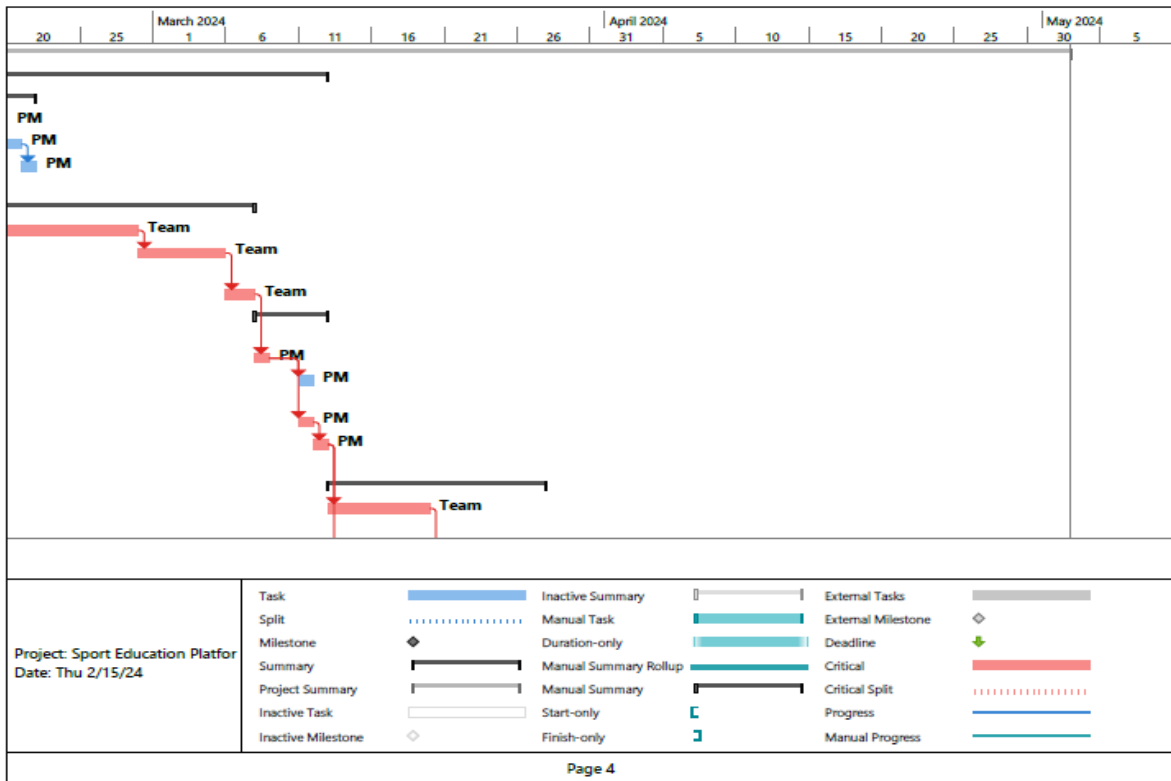 March 2024 April 2024 May 2024
20 25 1 6 11 16 21 26 31 5 10 15 20 25 30 5
PM
PM
PM
Team
Team
Team
PM
PM
PM
PM
Team
Project: Sport Education Platfor
Date: Thu 2/15/24
Task
Split
Milestone
Summary
Project Summary
Inactive Task
Inactive Milestone
Inactive Summary
Manual Task
Duration-only
Manual Summary Rollup
Manual Summary
Start-only
Finish-only
External Tasks
External Milestone
Deadline
Critical
Critical Split
Progress
Manual Progress
Page 4